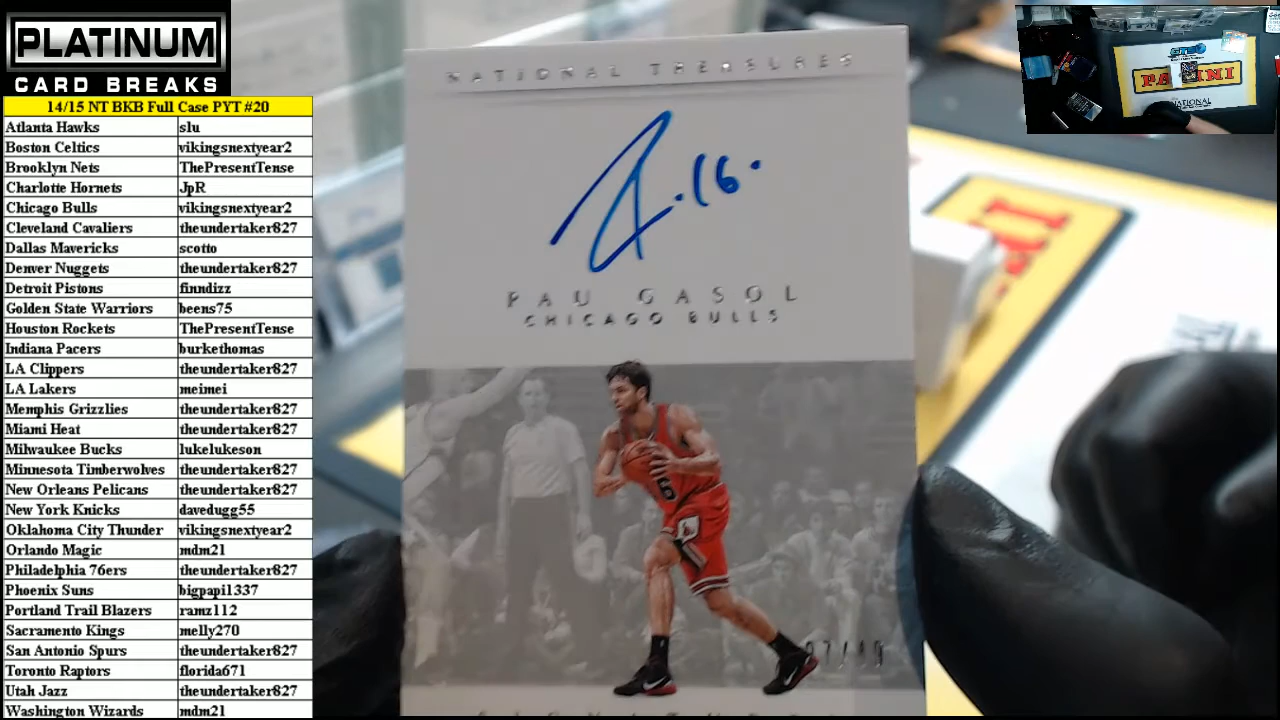 PLATINUM
CARD BREAKS
14/15 NT BKB Full Case PYT #20
Atlanta Hawks slu
Boston Celtics vikingsnextyear2
Brooklyn Nets ThePresentTense
Charlotte Hornets JpR
Chicago Bulls vikingsnextyear2
Cleveland Cavaliers theundertaker827
Dallas Mavericks scotto
Denver Nuggets theundertaker827
Detroit Pistons finndizz
Golden State Warriors beens75
Houston Rockets ThePresentTense
Indiana Pacers burkethomas
LA Clippers theundertaker827
LA Lakers meimei
Memphis Grizzlies theundertaker827
Miami Heat theundertaker827
Milwaukee Bucks lukelukeson
Minnesota Timberwolves theundertaker827
New Orleans Pelicans theundertaker827
New York Knicks davedugg55
Oklahoma City Thunder vikingsnextyear2
Orlando Magic mdm21
Philadelphia 76ers theundertaker827
Phoenix Suns bigpapi1337
Portland Trail Blazers ramz112
Sacramento Kings melly270
San Antonio Spurs theundertaker827
Toronto Raptors florida671
Utah Jazz theundertaker827
Washington Wizards mdm21
NATIONAL TREASURES
.16.
PAU GASOL
CHICAGO BULLS
6
PANINI
NATIONAL